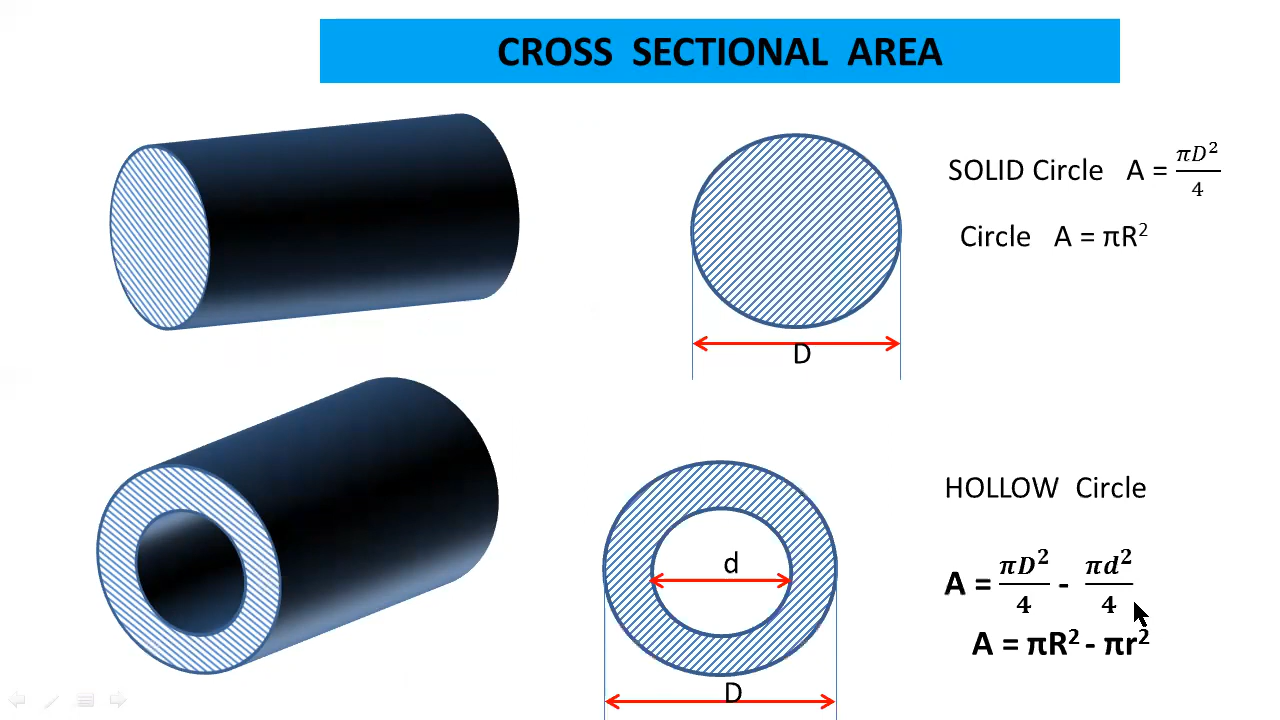 CROSS SECTIONAL AREA
SOLID Circle A = πD²/4
Circle A = πR²
D
HOLLOW Circle
d
A = πD²/4 - πd²/4
A = πR² - πr²
D